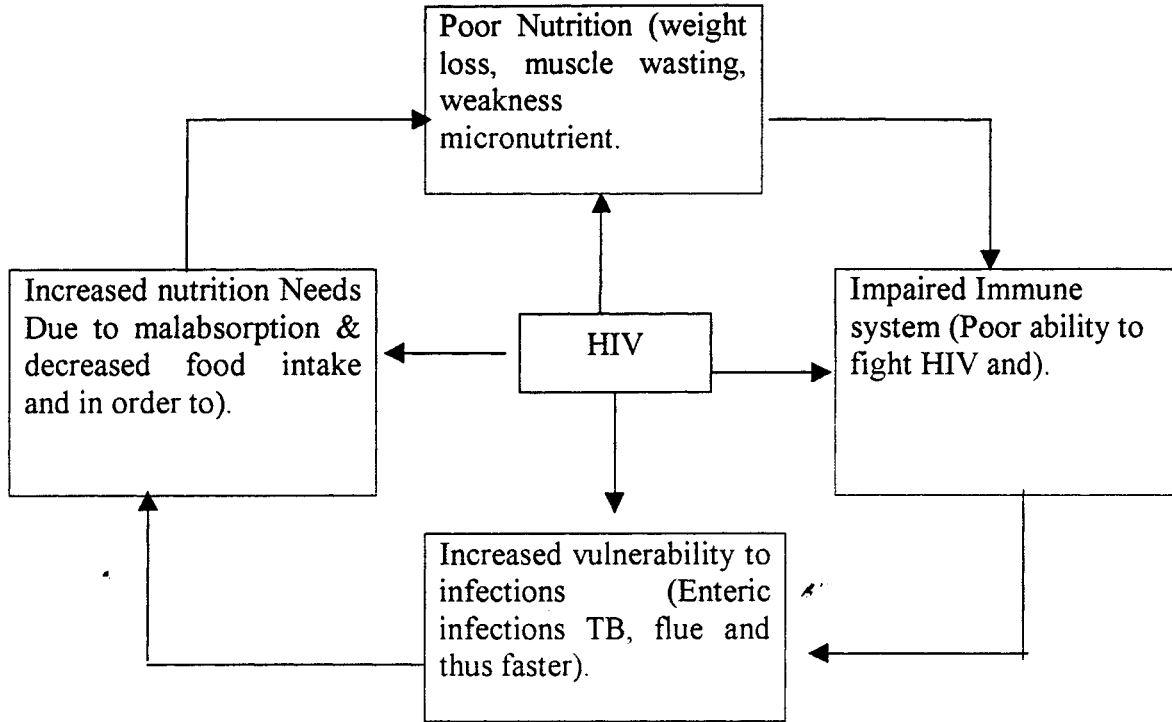 Poor Nutrition (weight
loss, muscle wasting,
weakness
micronutrient.
Increased nutrition Needs
Due to malabsorption &
decreased food intake
and in order to).
HIV
Impaired Immune
system (Poor ability to
fight HIV and).
Increased vulnerability to
infections (Enteric
infections TB, flue and
thus faster).